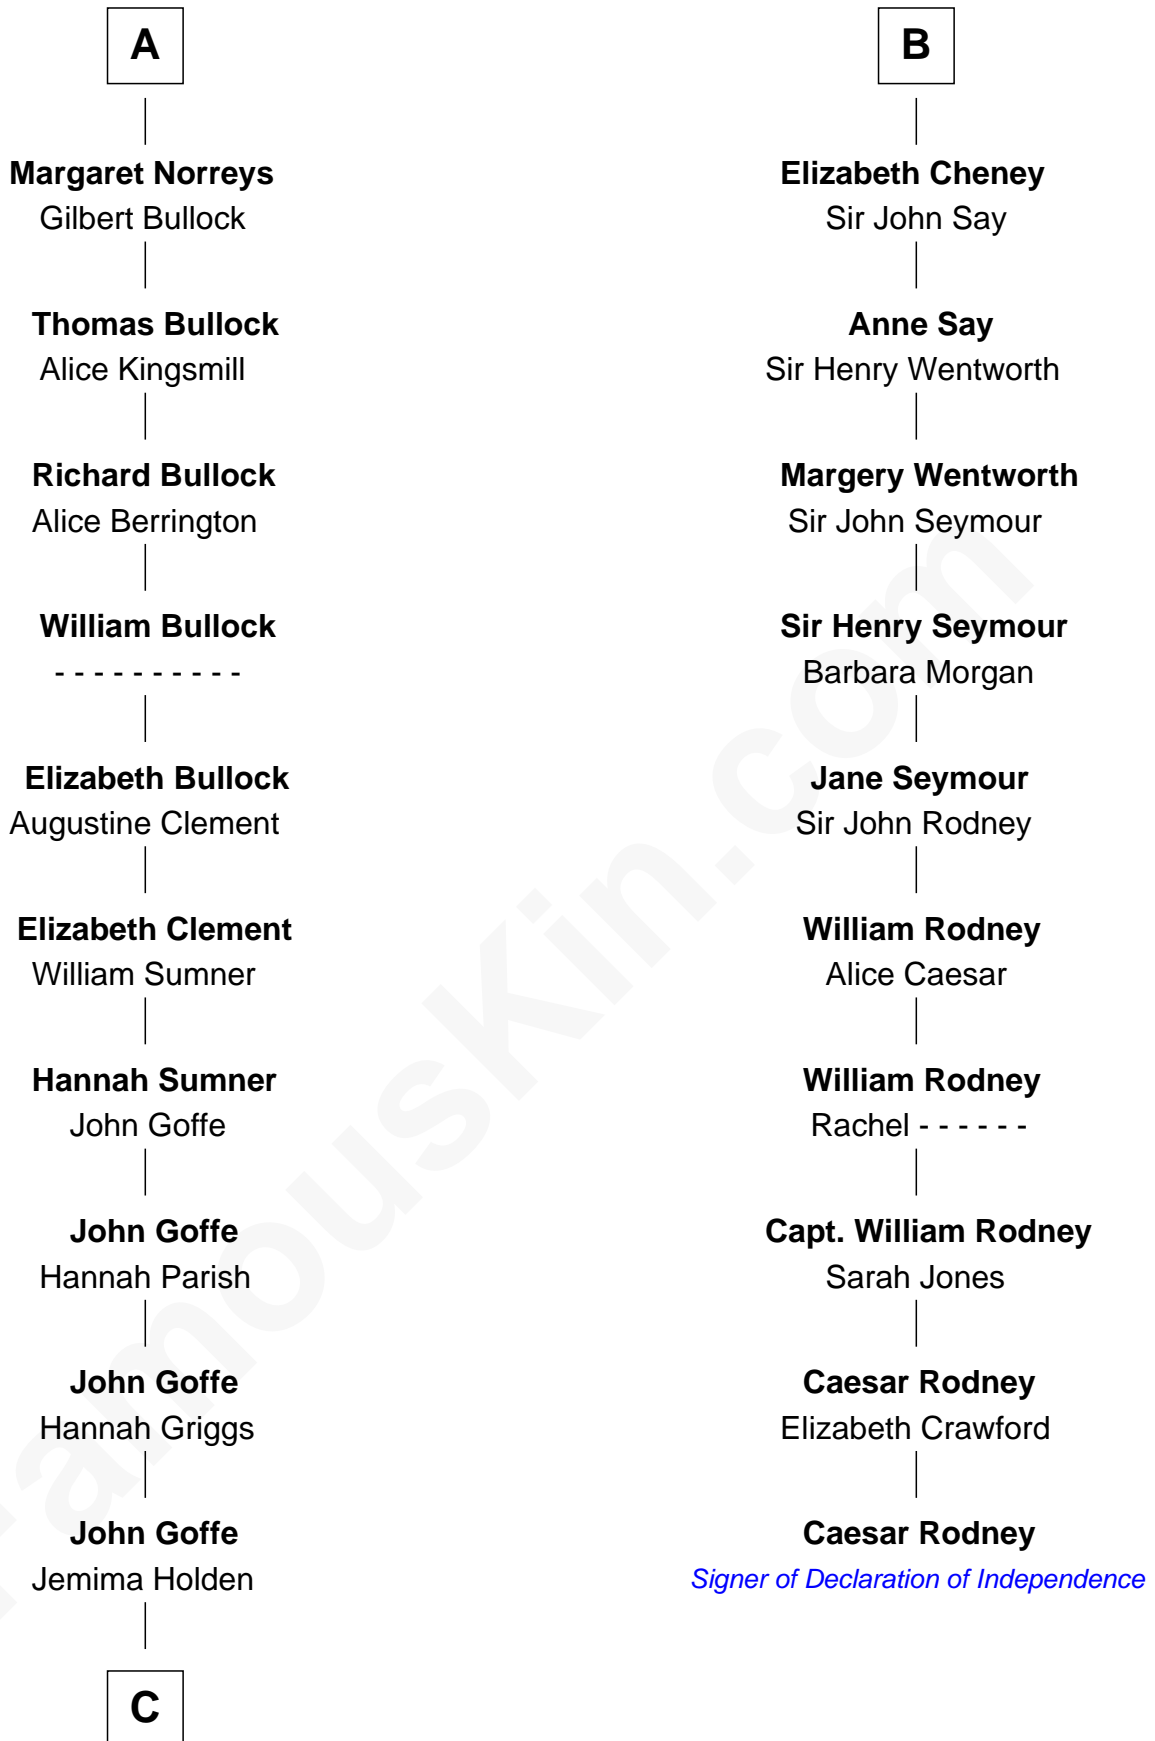 A
Margaret Norreys
Gilbert Bullock
Thomas Bullock
Alice Kingsmill
Richard Bullock
Alice Berrington
William Bullock
- - - - - - - - - -
Elizabeth Bullock
Augustine Clement
Elizabeth Clement
William Sumner
Hannah Sumner
John Goffe
John Goffe
Hannah Parish
John Goffe
Hannah Griggs
John Goffe
Jemima Holden
C
B
Elizabeth Cheney
Sir John Say
Anne Say
Sir Henry Wentworth
Margery Wentworth
Sir John Seymour
Sir Henry Seymour
Barbara Morgan
Jane Seymour
Sir John Rodney
William Rodney
Alice Caesar
William Rodney
Rachel - - - - - -
Capt. William Rodney
Sarah Jones
Caesar Rodney
Elizabeth Crawford
Caesar Rodney
Signer of Declaration of Independence
FamousKin.com